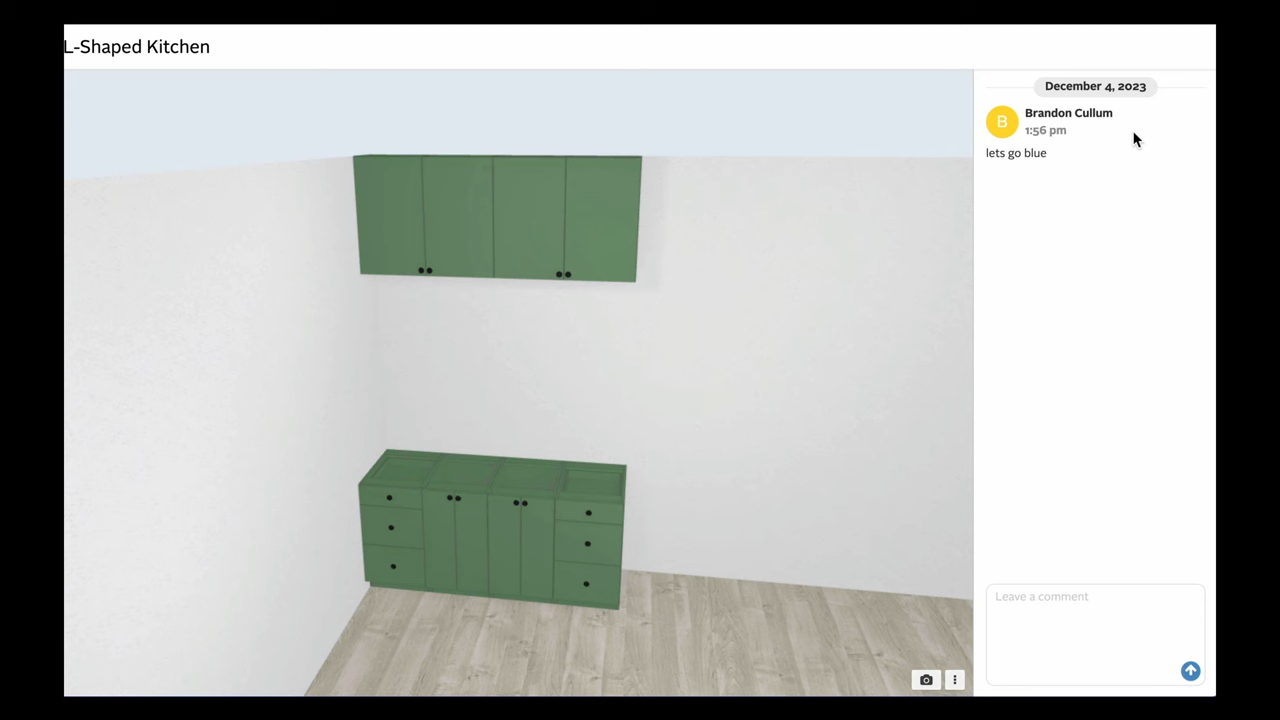 L-Shaped Kitchen
December 4, 2023
B
Brandon Cullum
1:56 pm
lets go blue
Leave a comment